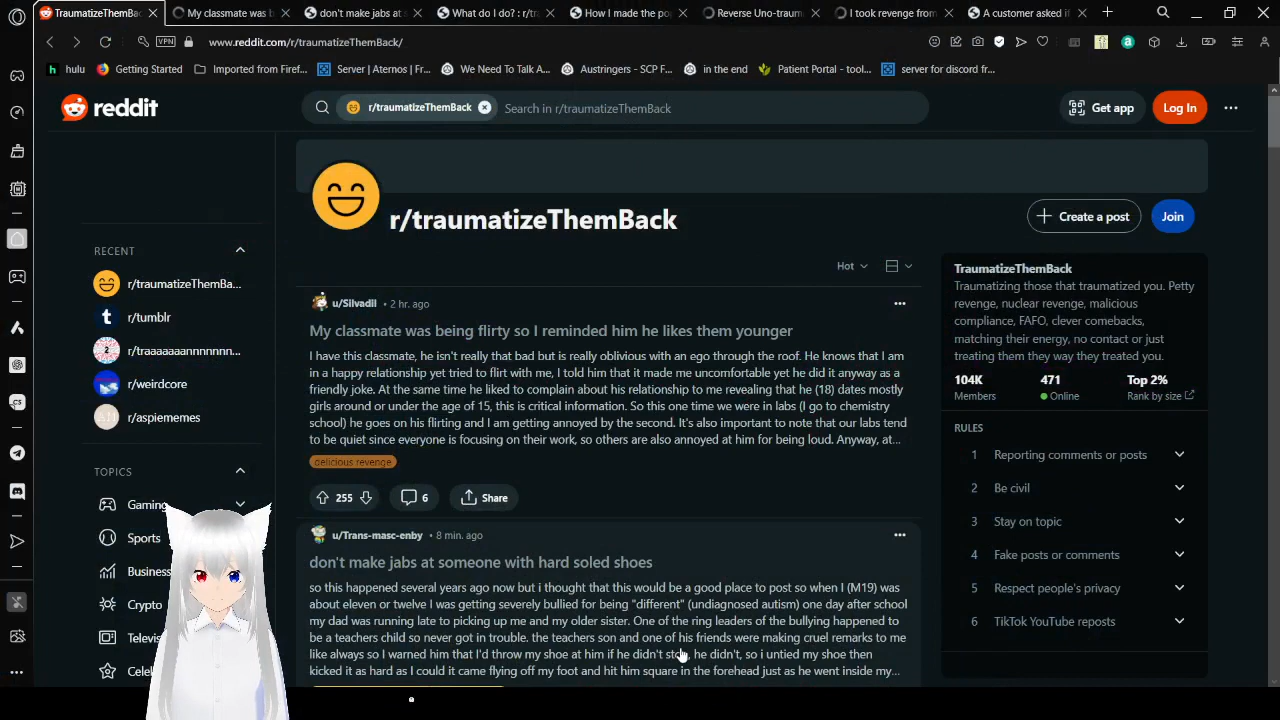 TraumatizeThemBack
My classmate was b
don't make jabs at s
What do I do? : r/tr
How I made the po
Reverse Uno-traum
I took revenge from
A customer asked if
VPN
www.reddit.com/r/traumatizeThemBack/
hulu
Getting Started
Imported from Firef...
Server | Aternos | Fr...
We Need To Talk A...
Austringers - SCP F...
in the end
Patient Portal - tool...
server for discord fr...
reddit
r/traumatizeThemBack
Search in r/traumatizeThemBack
Get app
Log In
r/traumatizeThemBack
Create a post
Join
RECENT
r/traumatizeThemBa...
r/tumblr
r/traaaaaaannnnnnn...
r/weirdcore
r/aspiememes
TOPICS
Gaming
Sports
Business
Crypto
Televis
Celeb
Hot
u/Silvadil • 2 hr. ago
My classmate was being flirty so I reminded him he likes them younger
I have this classmate, he isn't really that bad but is really oblivious with an ego through the roof. He knows that I am
in a happy relationship yet tried to flirt with me, I told him that it made me uncomfortable yet he did it anyway as a
friendly joke. At the same time he liked to complain about his relationship to me revealing that he (18) dates mostly
girls around or under the age of 15, this is critical information. So this one time we were in labs (I go to chemistry
school) he goes on his flirting and I am getting annoyed by the second. It's also important to note that our labs tend
to be quiet since everyone is focusing on their work, so others are also annoyed at him for being loud. Anyway, at...
delicious revenge
255
6
Share
u/Trans-masc-enby • 8 min. ago
don't make jabs at someone with hard soled shoes
so this happened several years ago now but i thought that this would be a good place to post so when I (M19) was
about eleven or twelve I was getting severely bullied for being "different" (undiagnosed autism) one day after school
my dad was running late to picking up me and my older sister. One of the ring leaders of the bullying happened to
be a teachers child so never got in trouble. the teachers son and one of his friends were making cruel remarks to me
like always so I warned him that I'd throw my shoe at him if he didn't stop, he didn't, so i untied my shoe then
kicked it as hard as I could it came flying off my foot and hit him square in the forehead just as he went inside my...
TraumatizeThemBack
Traumatizing those that traumatized you. Petty
revenge, nuclear revenge, malicious
compliance, FAFO, clever comebacks,
matching their energy, no contact or just
treating them they way they treated you.
104K
Members
471
Online
Top 2%
Rank by size
RULES
1 Reporting comments or posts
2 Be civil
3 Stay on topic
4 Fake posts or comments
5 Respect people's privacy
6 TikTok YouTube reposts